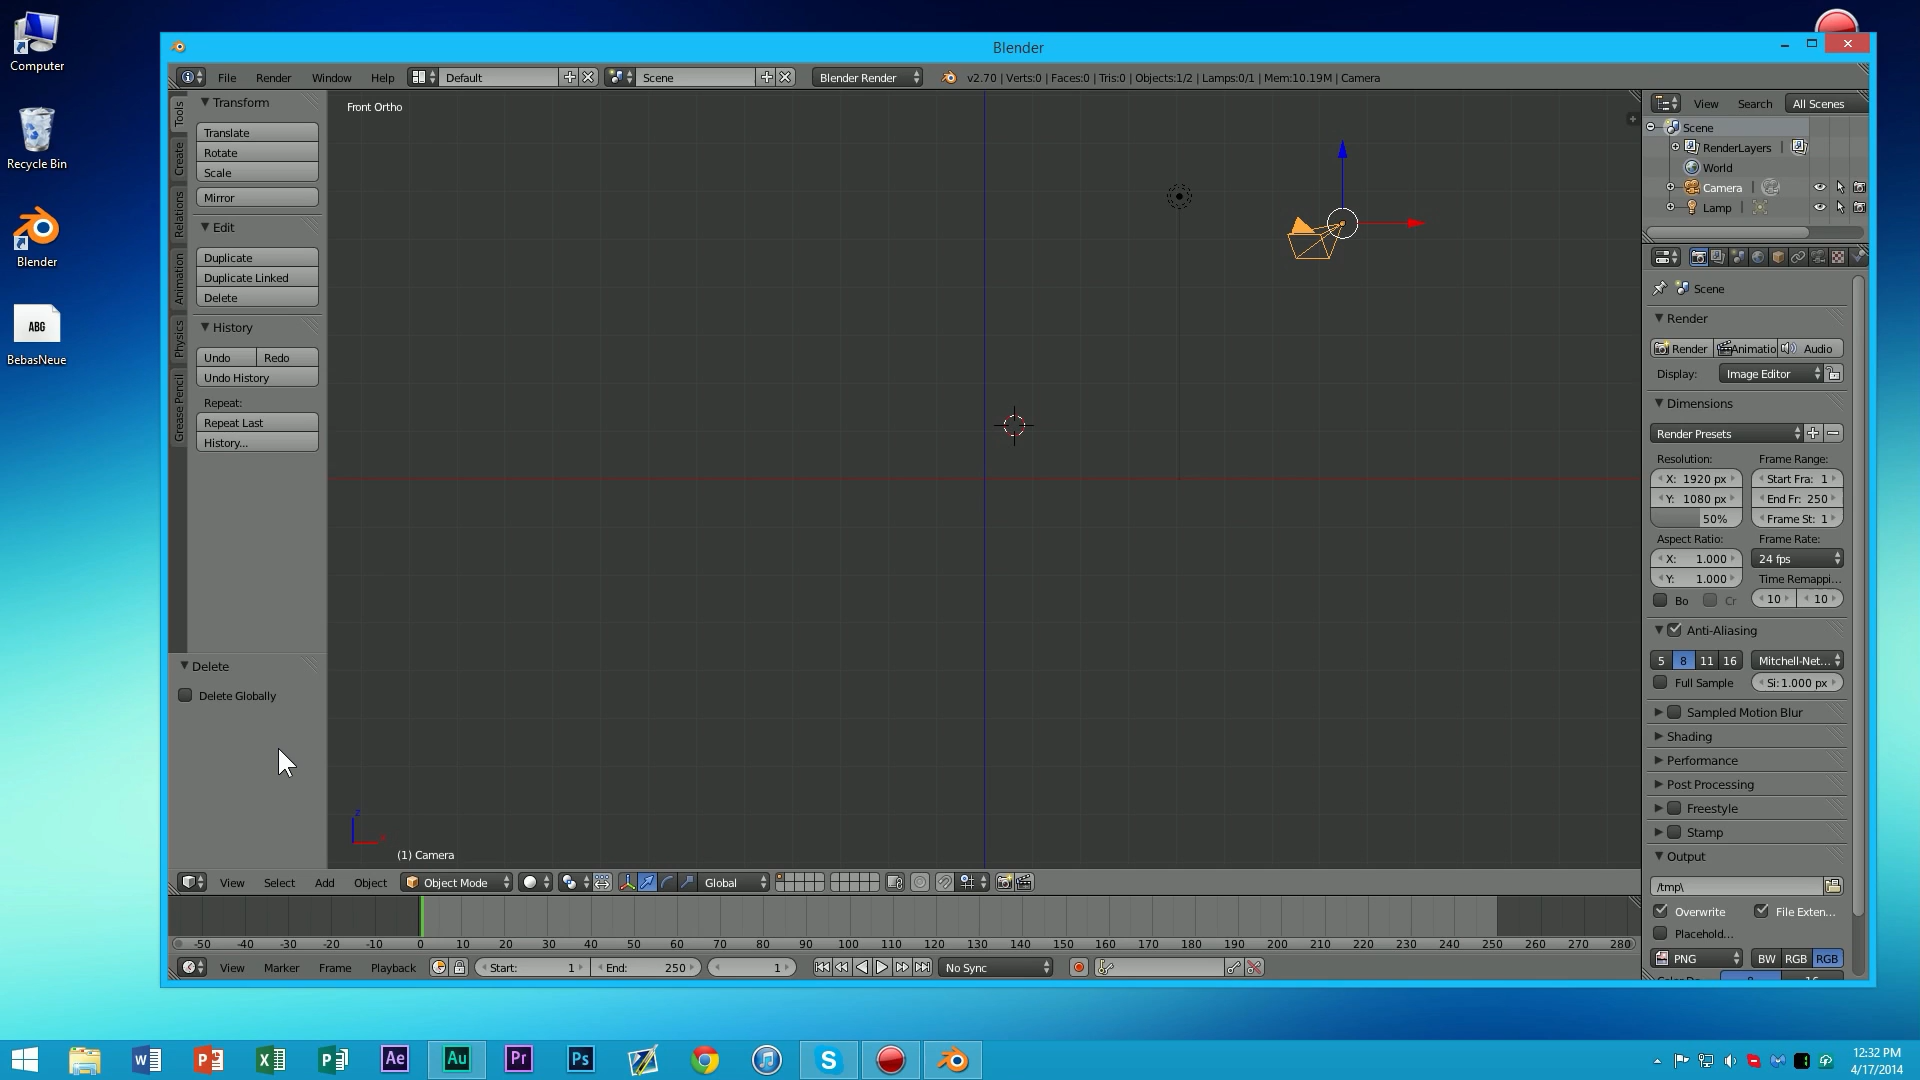 Computer
Recycle Bin
Blender
ABG
BebasNeue
Blender
File Render Window Help Default Scene Blender Render v2.70 | Verts:0 | Faces:0 | Tris:0 | Objects:1/2 | Lamps:0/1 | Mem:10.19M | Camera
Tools
Create
Relations
Animation
Physics
Grease Pencil
Transform
Translate
Rotate
Scale
Mirror
Edit
Duplicate
Duplicate Linked
Delete
History
Undo Redo
Undo History
Repeat:
Repeat Last
History...
Delete
Delete Globally
Front Ortho
z
x
(1) Camera
View Select Add Object Object Mode Global
-50 -40 -30 -20 -10 0 10 20 30 40 50 60 70 80 90 100 110 120 130 140 150 160 170 180 190 200 210 220 230 240 250 260 270 280
View Marker Frame Playback Start: 1 End: 250 1 No Sync
View Search All Scenes
Scene
RenderLayers |
World
Camera |
Lamp |
Scene
Render
Render Animatio Audio
Display: Image Editor
Dimensions
Render Presets
Resolution: Frame Range:
X: 1920 px Start Fra: 1
Y: 1080 px End Fr: 250
50% Frame St: 1
Aspect Ratio: Frame Rate:
X: 1.000 24 fps
Y: 1.000 Time Remappi...
Bo Cr 10 10
Anti-Aliasing
5 8 11 16 Mitchell-Net...
Full Sample Si: 1.000 px
Sampled Motion Blur
Shading
Performance
Post Processing
Freestyle
Stamp
Output
/tmp\
Overwrite File Exten...
Placehold...
PNG BW RGB RGB
Ae Au Pr Ps
12:32 PM
4/17/2014